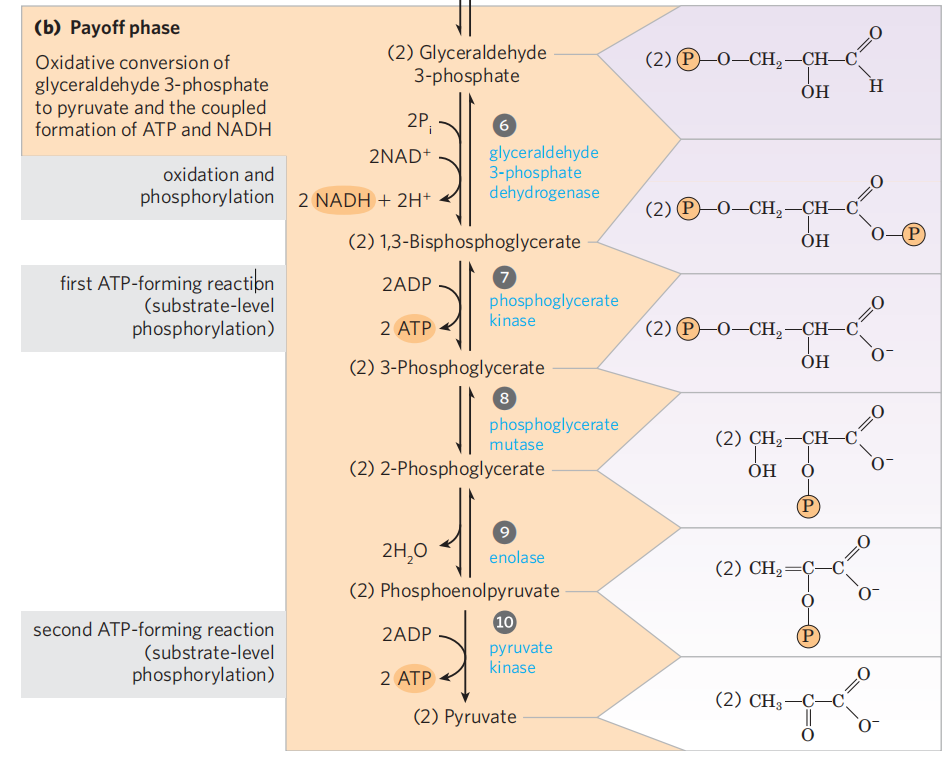 (b) Payoff phase
Oxidative conversion of
glyceraldehyde 3-phosphate
to pyruvate and the coupled
formation of ATP and NADH
(2) Glyceraldehyde
3-phosphate
(2) P—O—CH₂—CH—C
O
H
OH
2Pᵢ
2NAD⁺
2 NADH + 2H⁺
6
glyceraldehyde
3-phosphate
dehydrogenase
oxidation and
phosphorylation
(2) 1,3-Bisphosphoglycerate
(2) P—O—CH₂—CH—C
O
O—P
OH
first ATP-forming reaction
(substrate-level
phosphorylation)
2ADP
2 ATP
7
phosphoglycerate
kinase
(2) 3-Phosphoglycerate
(2) P—O—CH₂—CH—C
O
O⁻
OH
8
phosphoglycerate
mutase
(2) 2-Phosphoglycerate
(2) CH₂—CH—C
O
O⁻
OH O
P
2H₂O
9
enolase
(2) Phosphoenolpyruvate
(2) CH₂=C—C
O
O⁻
O
P
second ATP-forming reaction
(substrate-level
phosphorylation)
2ADP
2 ATP
10
pyruvate
kinase
(2) Pyruvate
(2) CH₃—C—C
O
O⁻
O